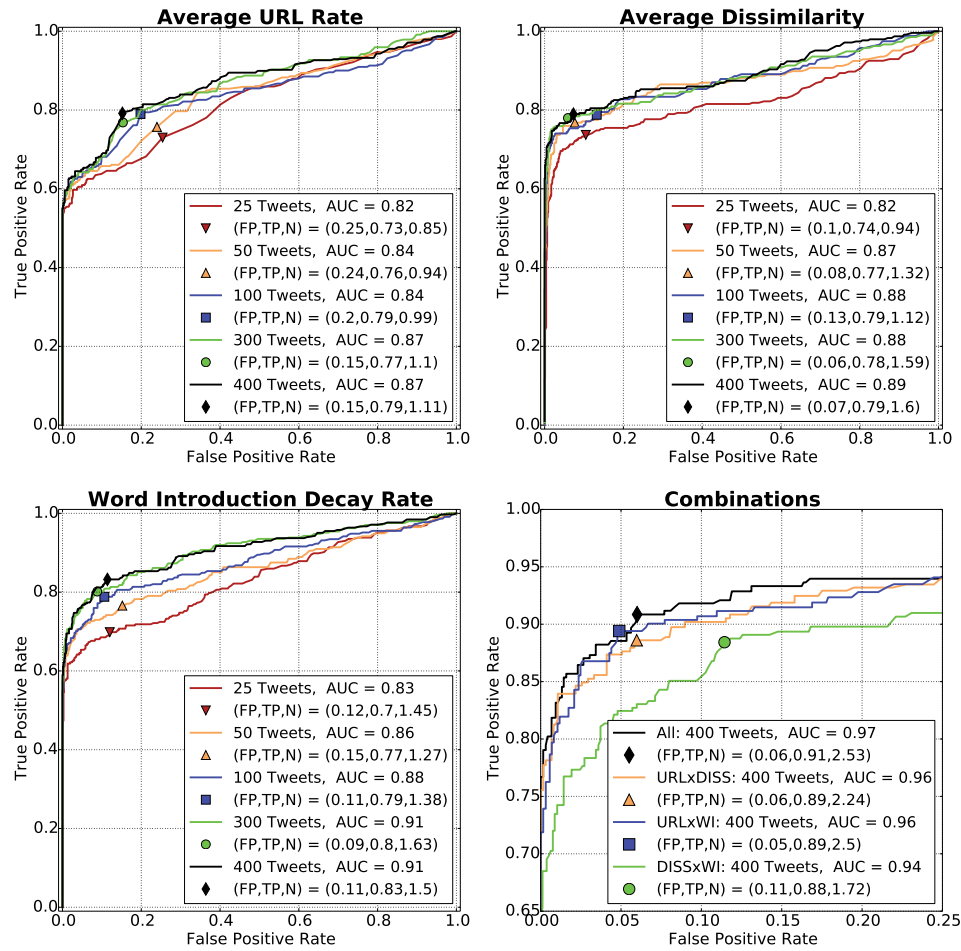 Average URL Rate
1.0
0.8
0.6
0.4
0.2
0.0
True Positive Rate
25 Tweets, AUC = 0.82
(FP,TP,N) = (0.25,0.73,0.85)
50 Tweets, AUC = 0.84
(FP,TP,N) = (0.24,0.76,0.94)
100 Tweets, AUC = 0.84
(FP,TP,N) = (0.2,0.79,0.99)
300 Tweets, AUC = 0.87
(FP,TP,N) = (0.15,0.77,1.1)
400 Tweets, AUC = 0.87
(FP,TP,N) = (0.15,0.79,1.11)
0.0 0.2 0.4 0.6 0.8 1.0
False Positive Rate
Average Dissimilarity
1.0
0.8
0.6
0.4
0.2
0.0
True Positive Rate
25 Tweets, AUC = 0.82
(FP,TP,N) = (0.1,0.74,0.94)
50 Tweets, AUC = 0.87
(FP,TP,N) = (0.08,0.77,1.32)
100 Tweets, AUC = 0.88
(FP,TP,N) = (0.13,0.79,1.12)
300 Tweets, AUC = 0.88
(FP,TP,N) = (0.06,0.78,1.59)
400 Tweets, AUC = 0.89
(FP,TP,N) = (0.07,0.79,1.6)
0.0 0.2 0.4 0.6 0.8 1.0
False Positive Rate
Word Introduction Decay Rate
1.0
0.8
0.6
0.4
0.2
0.0
True Positive Rate
25 Tweets, AUC = 0.83
(FP,TP,N) = (0.12,0.7,1.45)
50 Tweets, AUC = 0.86
(FP,TP,N) = (0.15,0.77,1.27)
100 Tweets, AUC = 0.88
(FP,TP,N) = (0.11,0.79,1.38)
300 Tweets, AUC = 0.91
(FP,TP,N) = (0.09,0.8,1.63)
400 Tweets, AUC = 0.91
(FP,TP,N) = (0.11,0.83,1.5)
0.0 0.2 0.4 0.6 0.8 1.0
False Positive Rate
Combinations
1.00
0.95
0.90
0.85
0.80
0.75
0.70
0.65
True Positive Rate
All: 400 Tweets, AUC = 0.97
(FP,TP,N) = (0.06,0.91,2.53)
URLxDISS: 400 Tweets, AUC = 0.96
(FP,TP,N) = (0.06,0.89,2.24)
URLxWI: 400 Tweets, AUC = 0.96
(FP,TP,N) = (0.05,0.89,2.5)
DISSxWI: 400 Tweets, AUC = 0.94
(FP,TP,N) = (0.11,0.88,1.72)
0.00 0.05 0.10 0.15 0.20 0.25
False Positive Rate